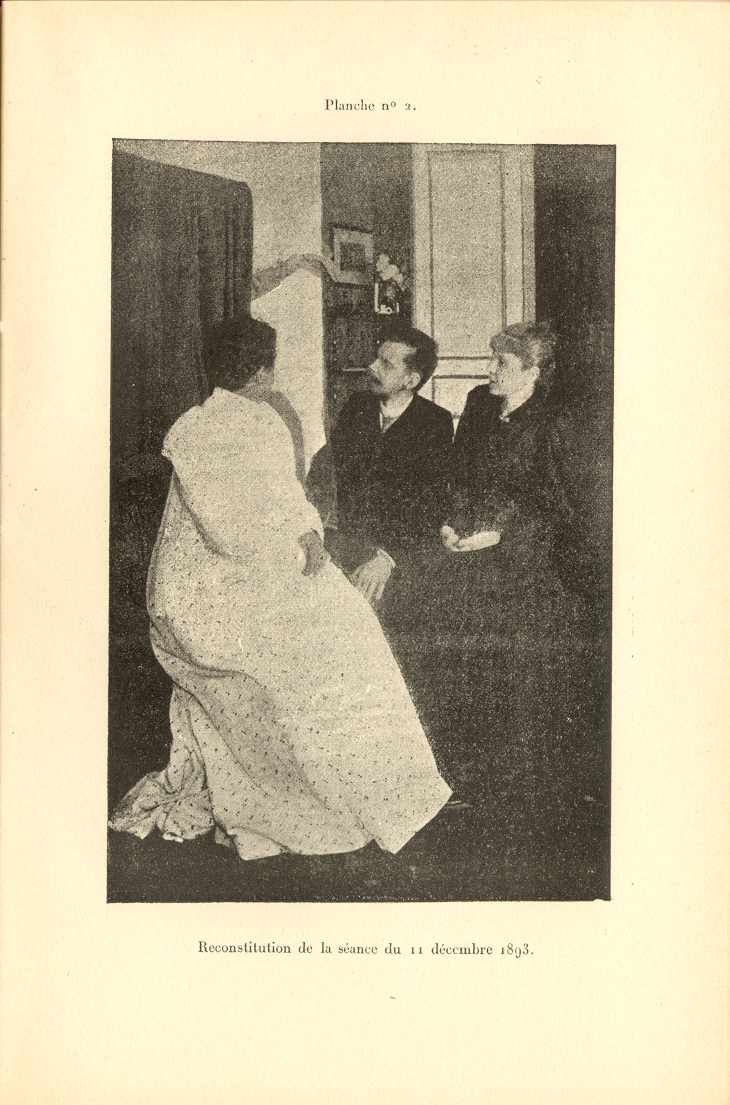 Planche nº 2.
Reconstitution de la séance du 11 décembre 1893.